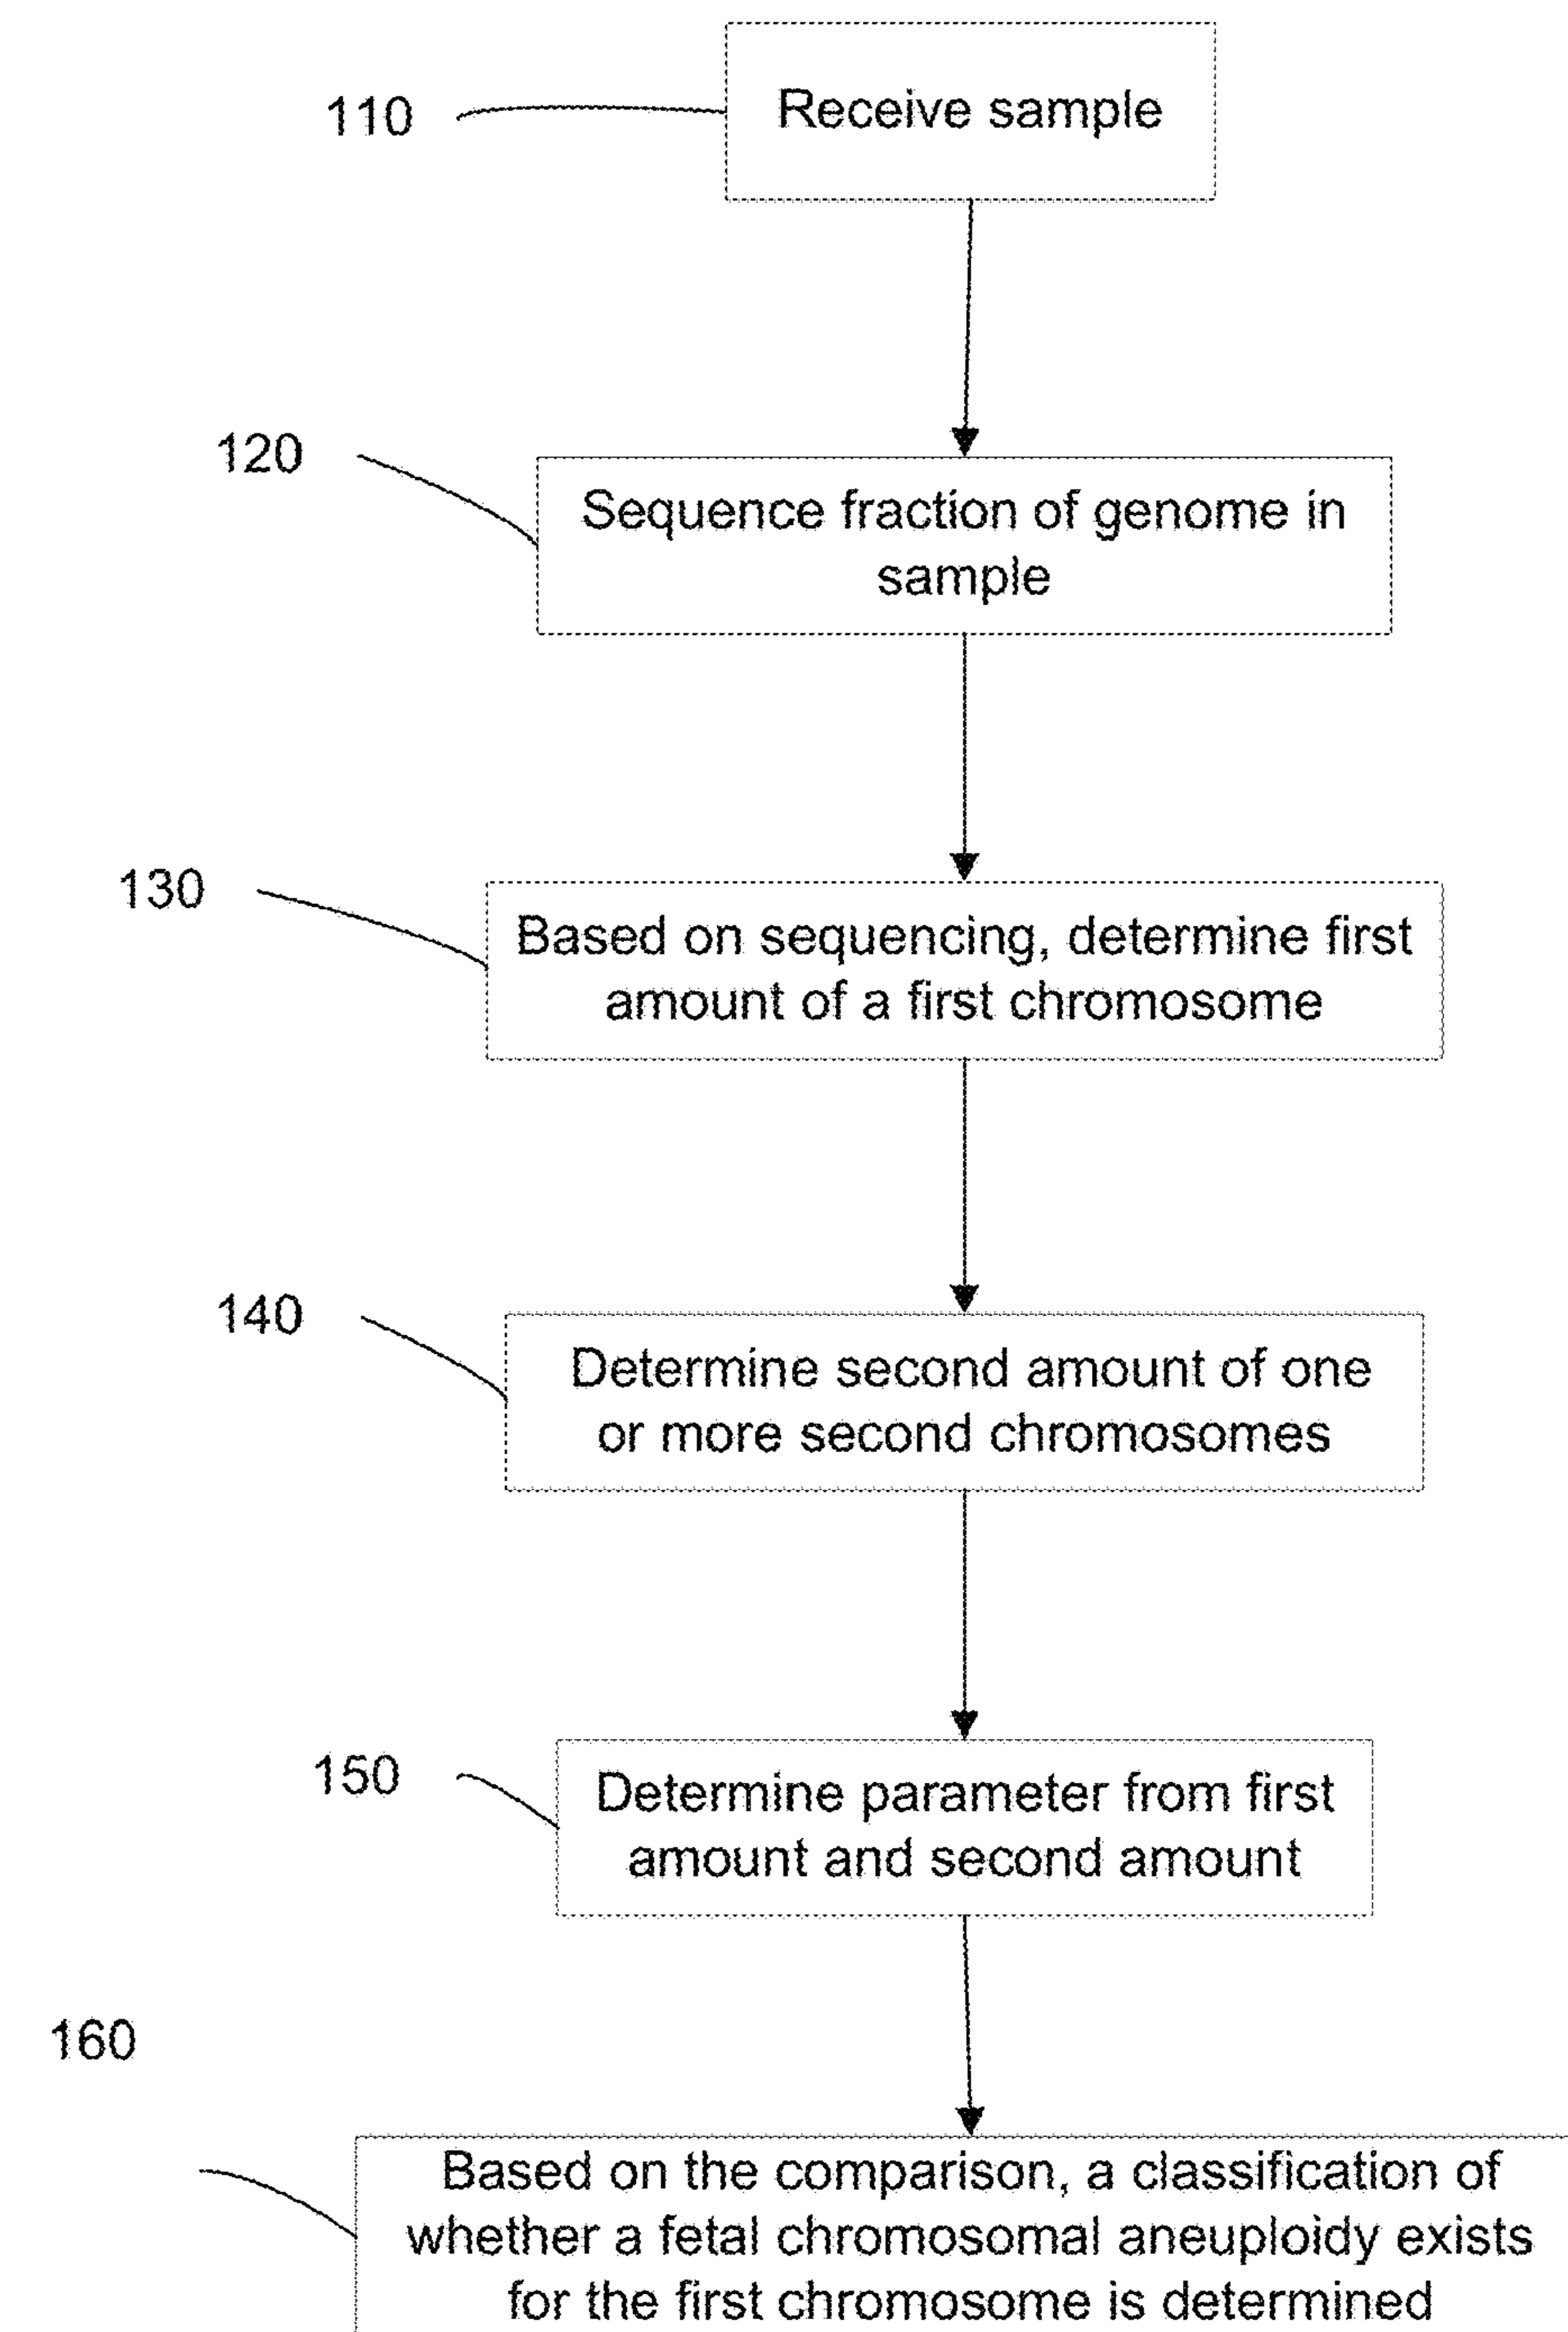 110
Receive sample
120
Sequence fraction of genome in
sample
130
Based on sequencing, determine first
amount of a first chromosome
140
Determine second amount of one
or more second chromosomes
150
Determine parameter from first
amount and second amount
160
Based on the comparison, a classification of
whether a fetal chromosomal aneuploidy exists
for the first chromosome is determined